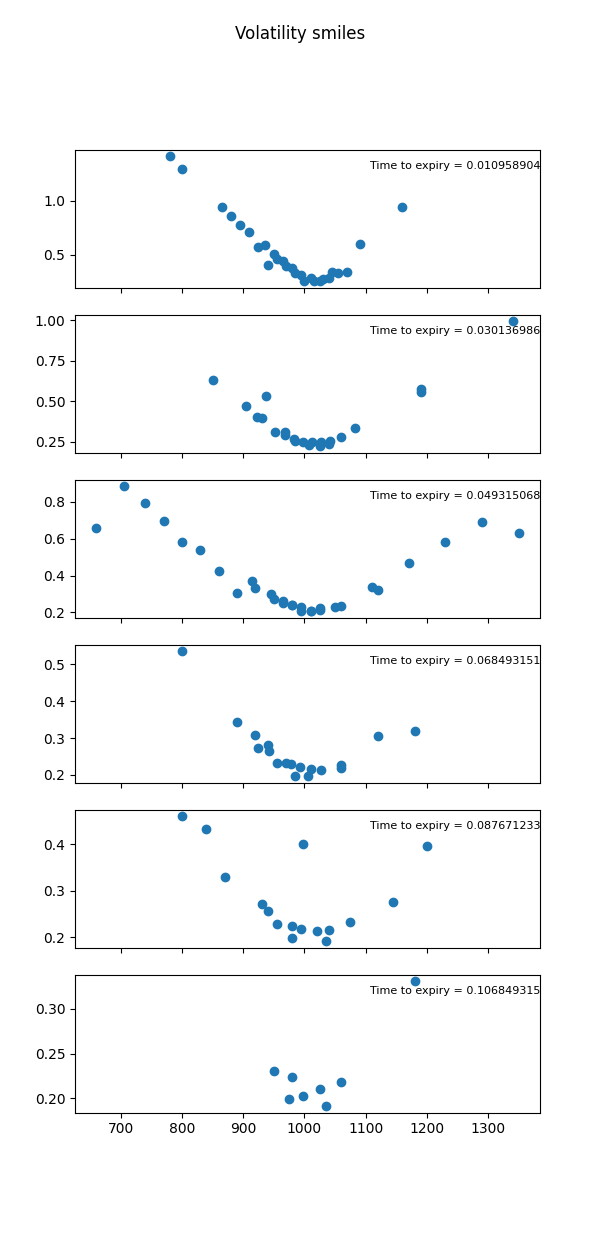 Volatility smiles
Time to expiry = 0.010958904
1.0
0.5
Time to expiry = 0.030136986
1.00
0.75
0.50
0.25
Time to expiry = 0.049315068
0.8
0.6
0.4
0.2
Time to expiry = 0.068493151
0.5
0.4
0.3
0.2
Time to expiry = 0.087671233
0.4
0.3
0.2
Time to expiry = 0.106849315
0.30
0.25
0.20
700 800 900 1000 1100 1200 1300